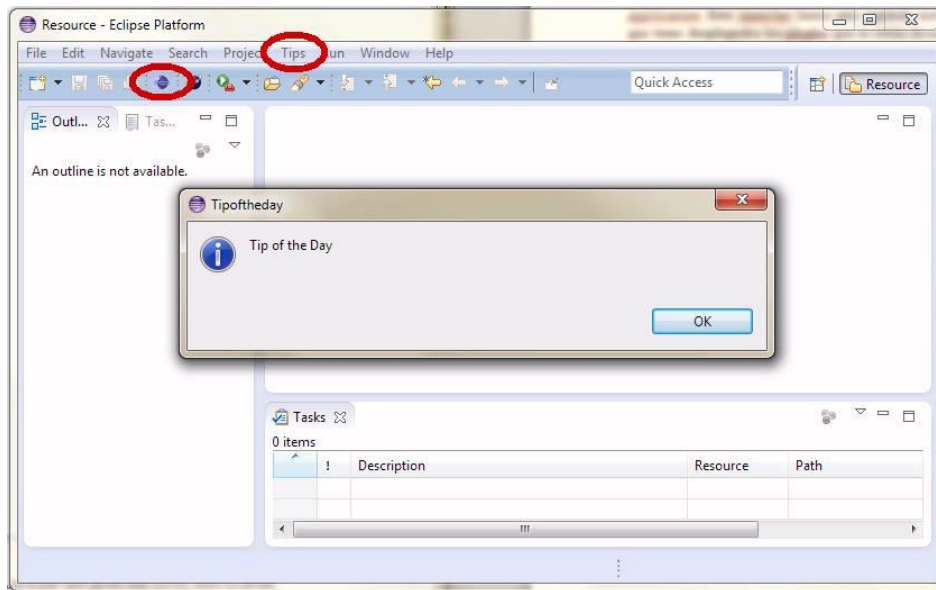 Resource - Eclipse Platform
File Edit Navigate Search Projec Tips un Window Help
Quick Access
Resource
Outl... Tas...
An outline is not available.
Tipoftheday
Tip of the Day
OK
Tasks
0 items
! Description Resource Path